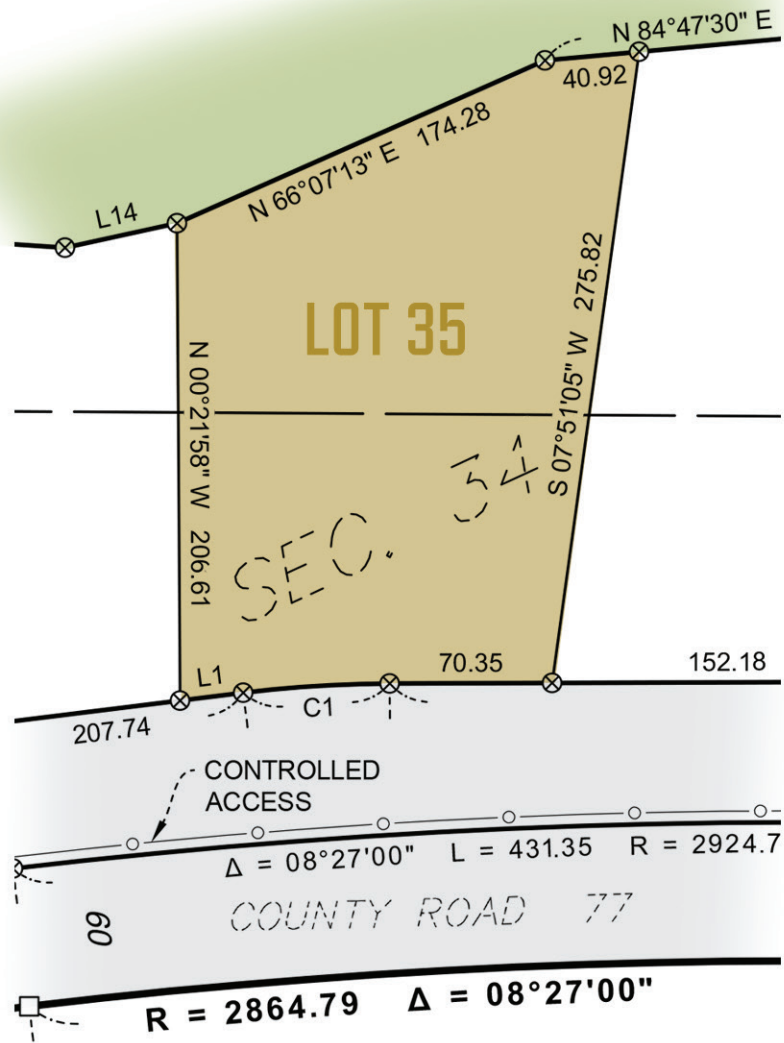 N 84°47'30" E
40.92
N 66°07'13" E 174.28
L14
LOT 35
S 07°51'05" W 275.82
N 00°21'58" W 206.61
SEC. 34
L1
C1
70.35
152.18
207.74
CONTROLLED
ACCESS
Δ = 08°27'00" L = 431.35 R = 2924.7
COUNTY ROAD 77
60
R = 2864.79 Δ = 08°27'00"